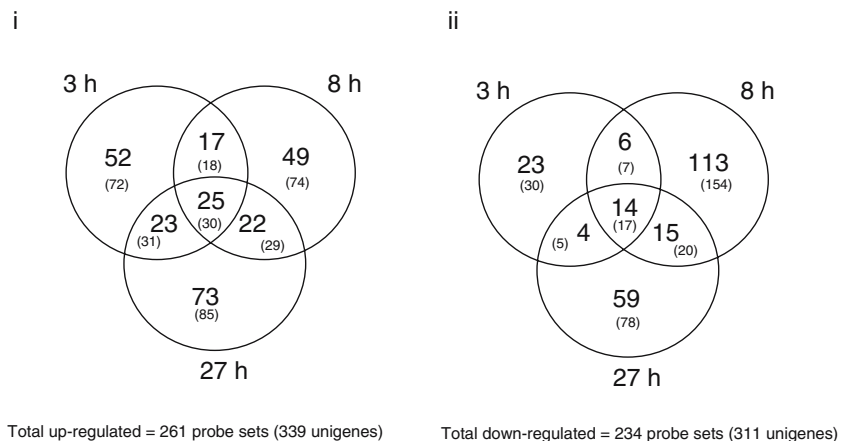 i
ii
3 h
8 h
3 h
8 h
52
(72)
17
(18)
49
(74)
23
(31)
25
(30)
22
(29)
73
(85)
27 h
23
(30)
6
(7)
113
(154)
(5)
4
14
(17)
15
(20)
59
(78)
27 h
Total up-regulated = 261 probe sets (339 unigenes)
Total down-regulated = 234 probe sets (311 unigenes)